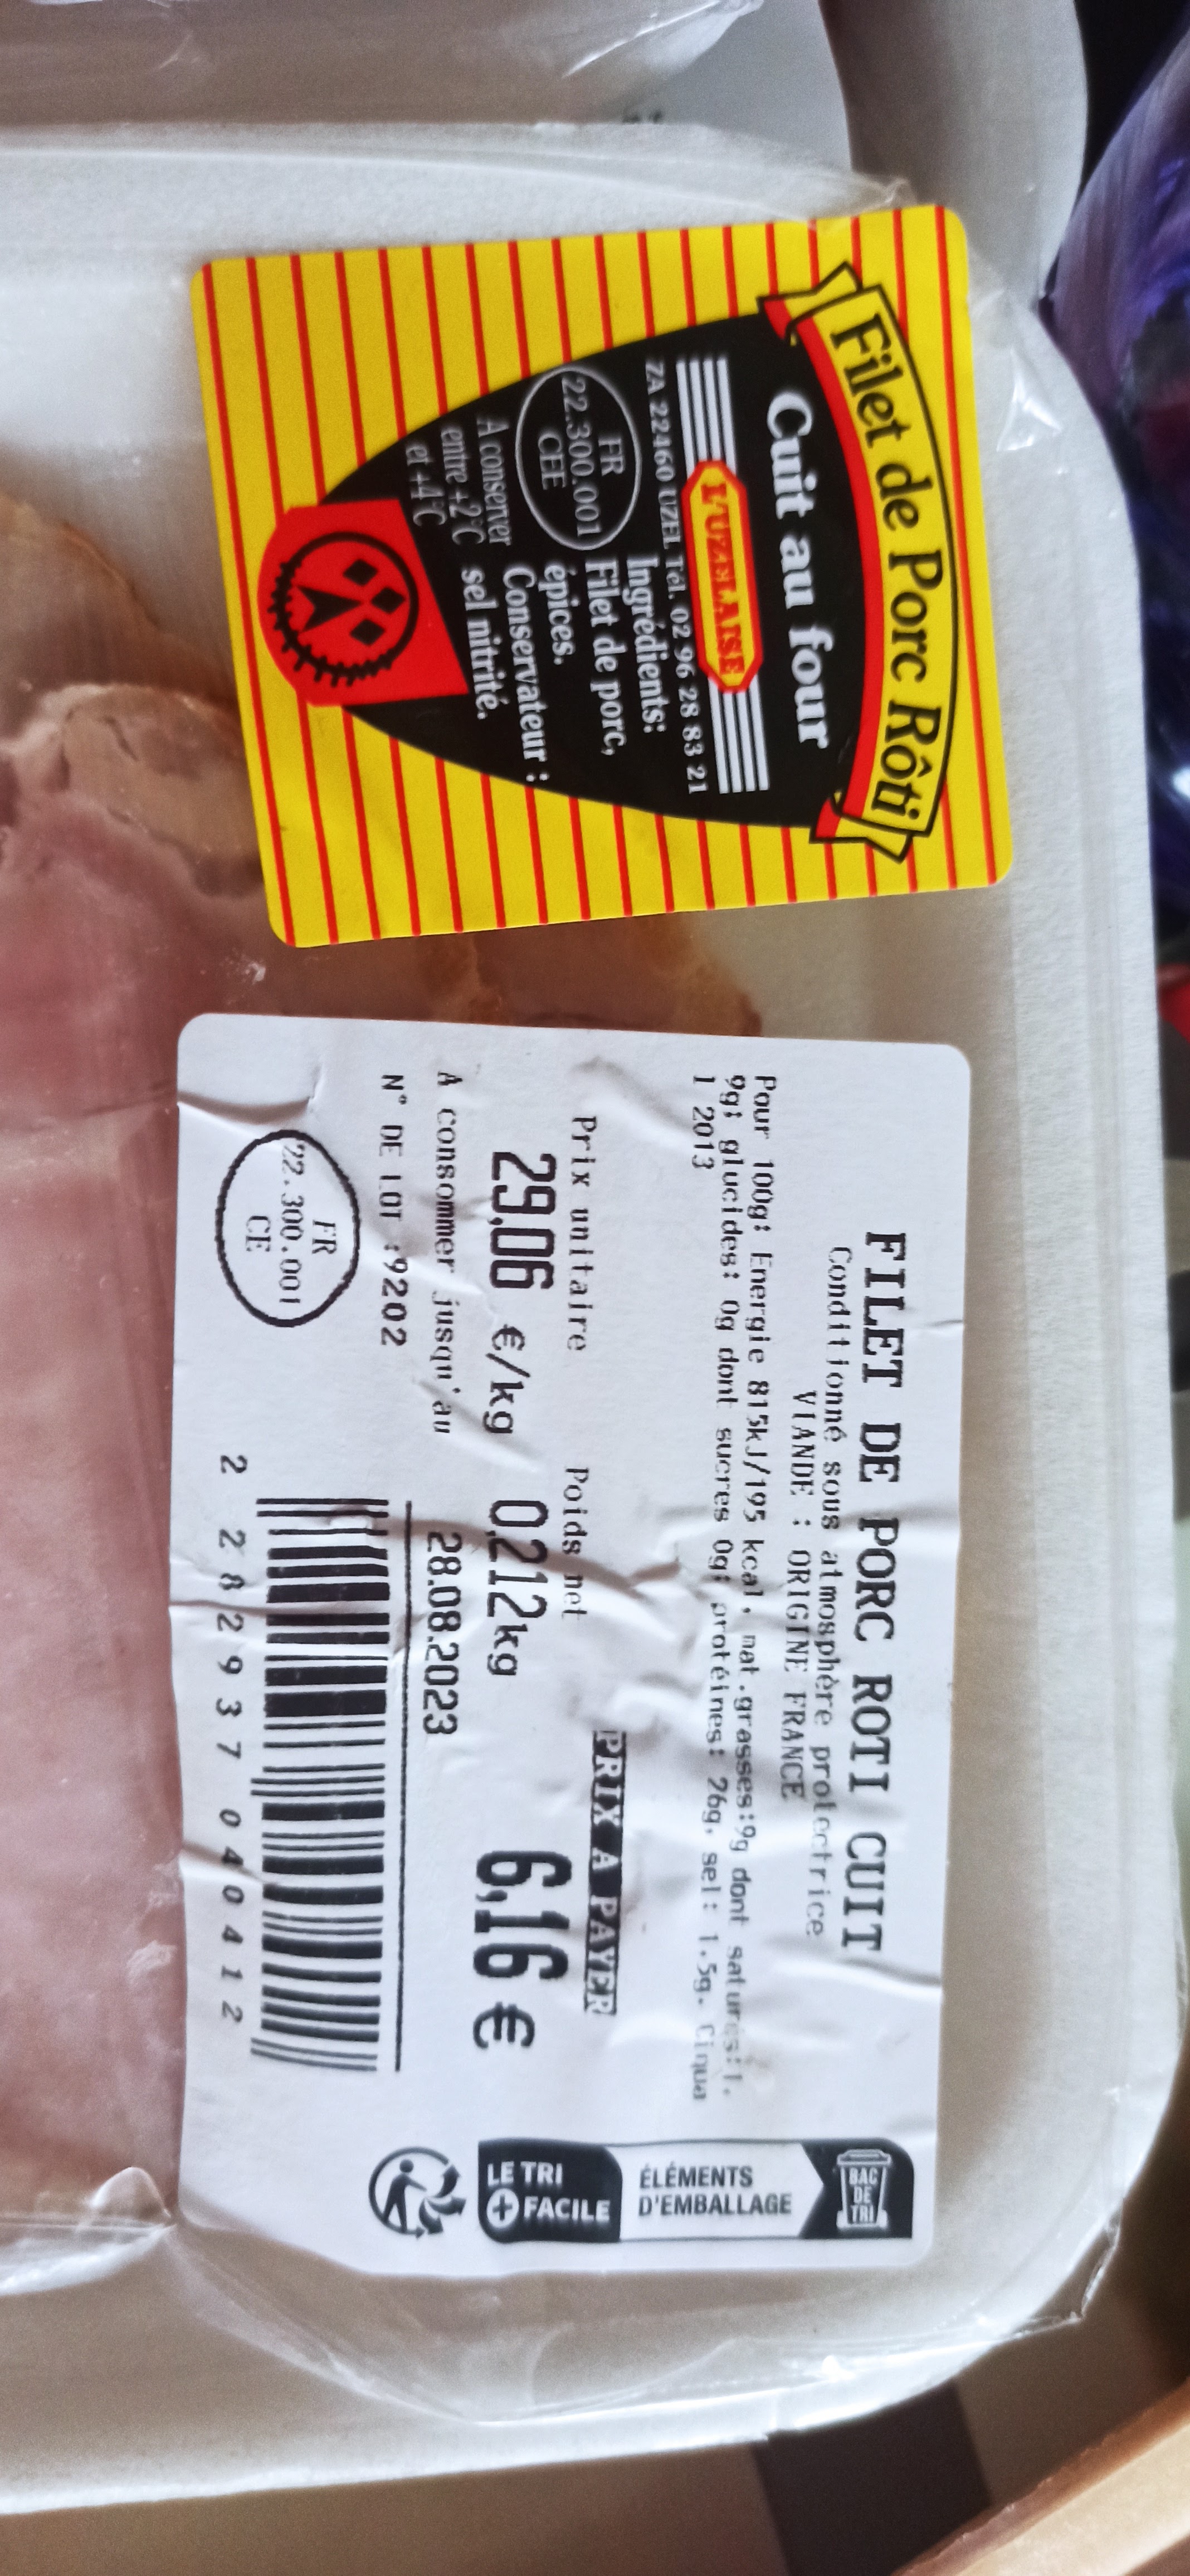 Filet de Porc Rôti
Cuit au four
L'UZELAISE
ZA 22460 UZEL Tél. 02 96 28 83 21
FR
22.300.001
CEE
A conserver
entre +2°C
et +4°C
Ingrédients:
Filet de porc,
épices.
Conservateur :
sel nitrité.
FILET DE PORC ROTI CUIT
Conditionné sous atmosphère protectrice
VIANDE : ORIGINE FRANCE
Pour 100g: Energie 815kJ/195 kcal, mat.grasses:9g dont saturés:1.
9g; glucides: 0g dont sucres 0g; protéines: 26g, sel: 1.5g. Cinqua
1 2013
Prix unitaire Poids net PRIX A PAYER
29,06 €/kg 0,212kg 6,16 €
A consommer jusqu'au 28.08.2023
N° DE LOT :9202
FR
22.300.001
CE
2 282937 040412
BAC
DE
TRI
ÉLÉMENTS
D'EMBALLAGE
LE TRI
+ FACILE